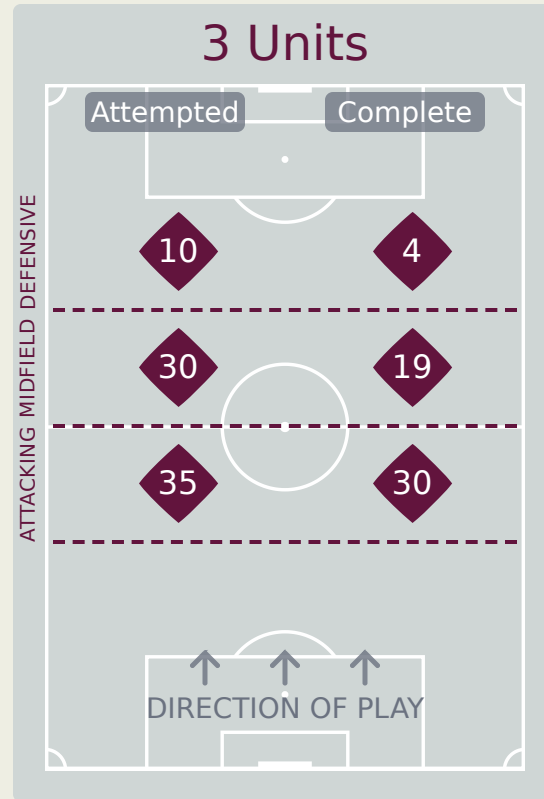 3 Units
Attempted Complete
ATTACKING MIDFIELD DEFENSIVE
10 4
30 19
35 30
DIRECTION OF PLAY